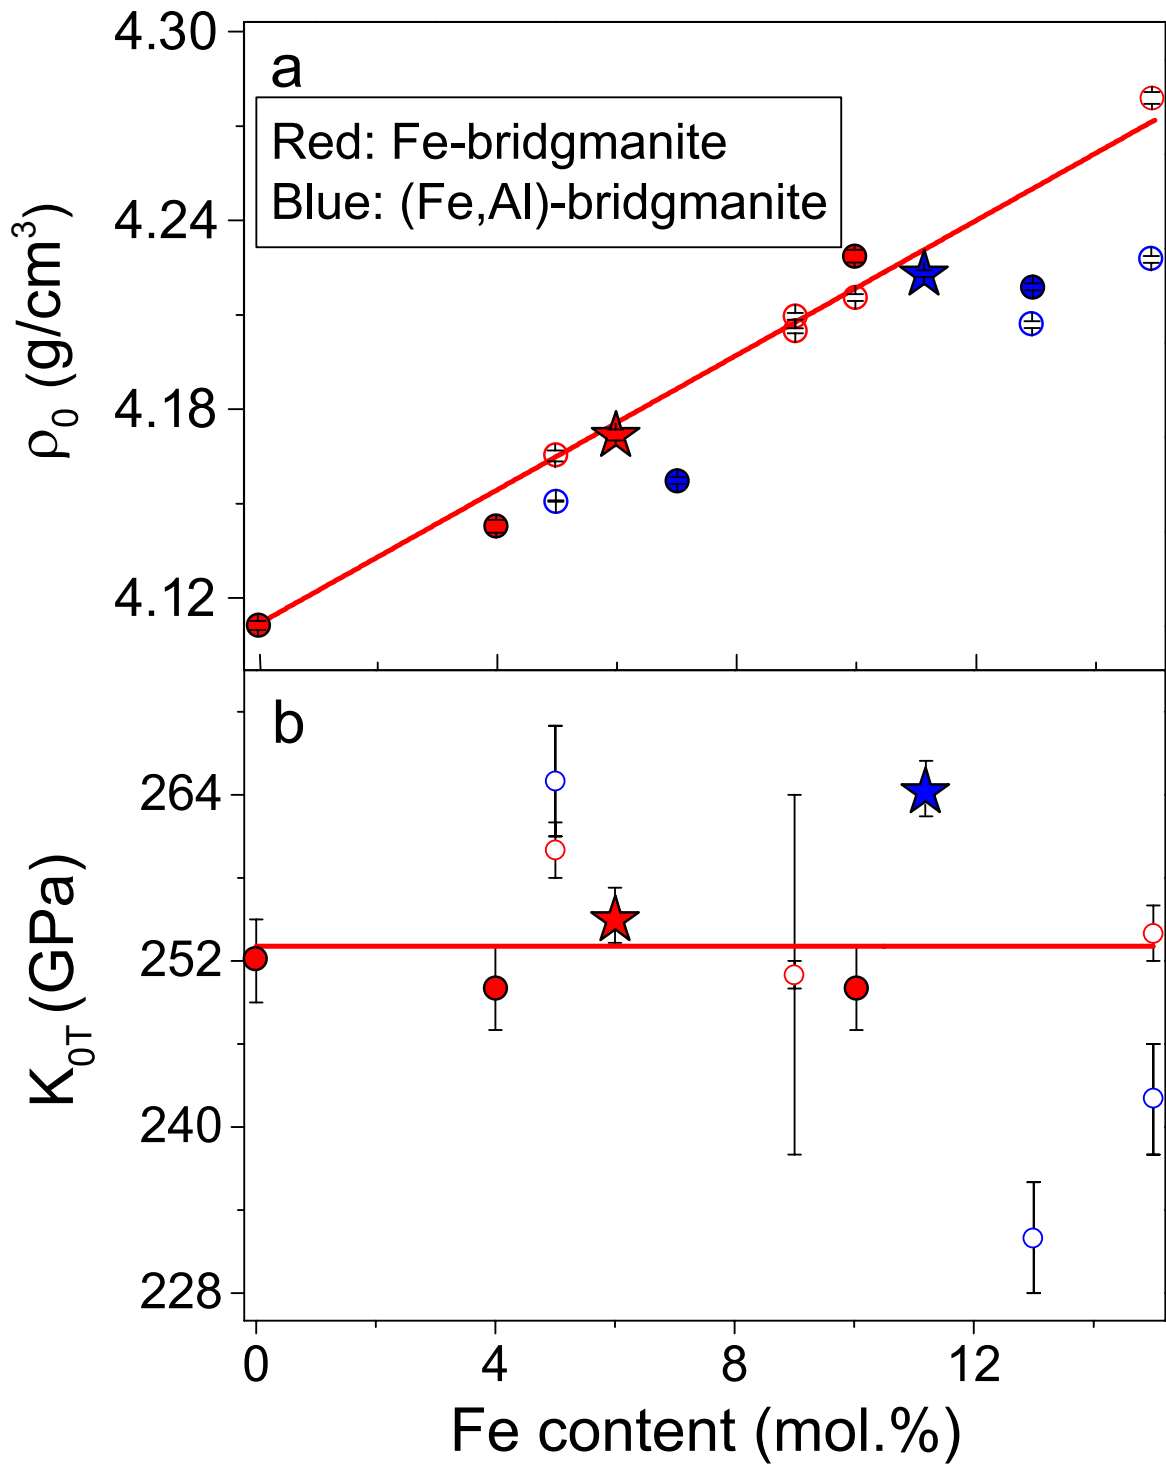 4.30
a
Red: Fe-bridgmanite
Blue: (Fe,Al)-bridgmanite
4.24
4.18
4.12
ρ₀ (g/cm³)
b
264
252
240
228
K₀T (GPa)
0 4 8 12
Fe content (mol.%)